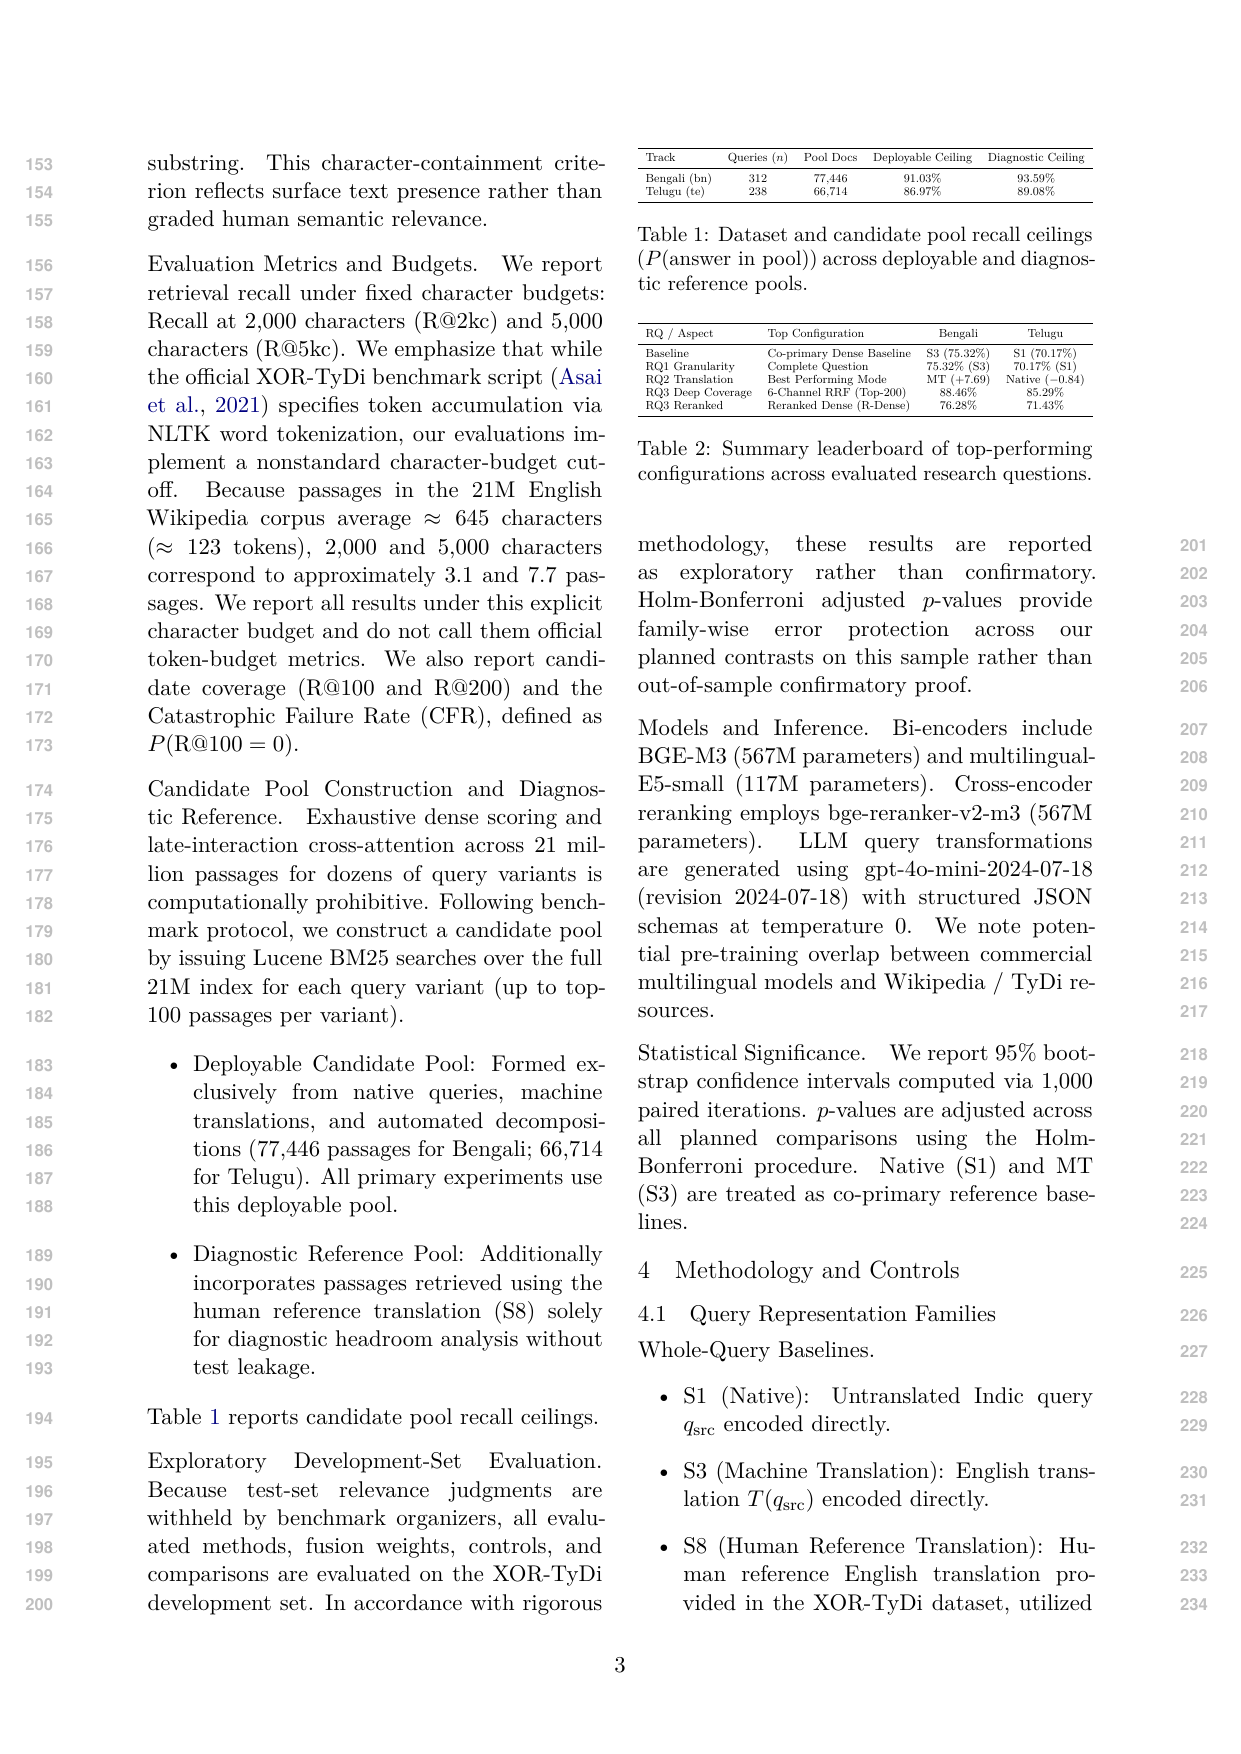 153 substring. This character-containment crite-
154 rion reflects surface text presence rather than
155 graded human semantic relevance.
156 Evaluation Metrics and Budgets. We report
157 retrieval recall under fixed character budgets:
158 Recall at 2,000 characters (R@2kc) and 5,000
159 characters (R@5kc). We emphasize that while
160 the official XOR-TyDi benchmark script (Asai
161 et al., 2021) specifies token accumulation via
162 NLTK word tokenization, our evaluations im-
163 plement a nonstandard character-budget cut-
164 off. Because passages in the 21M English
165 Wikipedia corpus average ≈ 645 characters
166 (≈ 123 tokens), 2,000 and 5,000 characters
167 correspond to approximately 3.1 and 7.7 pas-
168 sages. We report all results under this explicit
169 character budget and do not call them official
170 token-budget metrics. We also report candi-
171 date coverage (R@100 and R@200) and the
172 Catastrophic Failure Rate (CFR), defined as
173 P(R@100 = 0).
174 Candidate Pool Construction and Diagnos-
175 tic Reference. Exhaustive dense scoring and
176 late-interaction cross-attention across 21 mil-
177 lion passages for dozens of query variants is
178 computationally prohibitive. Following bench-
179 mark protocol, we construct a candidate pool
180 by issuing Lucene BM25 searches over the full
181 21M index for each query variant (up to top-
182 100 passages per variant).
183 • Deployable Candidate Pool: Formed ex-
184 clusively from native queries, machine
185 translations, and automated decomposi-
186 tions (77,446 passages for Bengali; 66,714
187 for Telugu). All primary experiments use
188 this deployable pool.
189 • Diagnostic Reference Pool: Additionally
190 incorporates passages retrieved using the
191 human reference translation (S8) solely
192 for diagnostic headroom analysis without
193 test leakage.
194 Table 1 reports candidate pool recall ceilings.
195 Exploratory Development-Set Evaluation.
196 Because test-set relevance judgments are
197 withheld by benchmark organizers, all evalu-
198 ated methods, fusion weights, controls, and
199 comparisons are evaluated on the XOR-TyDi
200 development set. In accordance with rigorous
Track Queries (n) Pool Docs Deployable Ceiling Diagnostic Ceiling
Bengali (bn) 312 77,446 91.03% 93.59%
Telugu (te) 238 66,714 86.97% 89.08%
Table 1: Dataset and candidate pool recall ceilings
(P(answer in pool)) across deployable and diagnos-
tic reference pools.
RQ / Aspect Top Configuration Bengali Telugu
Baseline Co-primary Dense Baseline S3 (75.32%) S1 (70.17%)
RQ1 Granularity Complete Question 75.32% (S3) 70.17% (S1)
RQ2 Translation Best Performing Mode MT (+7.69) Native (−0.84)
RQ3 Deep Coverage 6-Channel RRF (Top-200) 88.46% 85.29%
RQ3 Reranked Reranked Dense (R-Dense) 76.28% 71.43%
Table 2: Summary leaderboard of top-performing
configurations across evaluated research questions.
methodology, these results are reported 201
as exploratory rather than confirmatory. 202
Holm-Bonferroni adjusted p-values provide 203
family-wise error protection across our 204
planned contrasts on this sample rather than 205
out-of-sample confirmatory proof. 206
Models and Inference. Bi-encoders include 207
BGE-M3 (567M parameters) and multilingual- 208
E5-small (117M parameters). Cross-encoder 209
reranking employs bge-reranker-v2-m3 (567M 210
parameters). LLM query transformations 211
are generated using gpt-4o-mini-2024-07-18 212
(revision 2024-07-18) with structured JSON 213
schemas at temperature 0. We note poten- 214
tial pre-training overlap between commercial 215
multilingual models and Wikipedia / TyDi re- 216
sources. 217
Statistical Significance. We report 95% boot- 218
strap confidence intervals computed via 1,000 219
paired iterations. p-values are adjusted across 220
all planned comparisons using the Holm- 221
Bonferroni procedure. Native (S1) and MT 222
(S3) are treated as co-primary reference base- 223
lines. 224
4 Methodology and Controls 225
4.1 Query Representation Families 226
Whole-Query Baselines. 227
• S1 (Native): Untranslated Indic query 228
qsrc encoded directly. 229
• S3 (Machine Translation): English trans- 230
lation T(qsrc) encoded directly. 231
• S8 (Human Reference Translation): Hu- 232
man reference English translation pro- 233
vided in the XOR-TyDi dataset, utilized 234
3